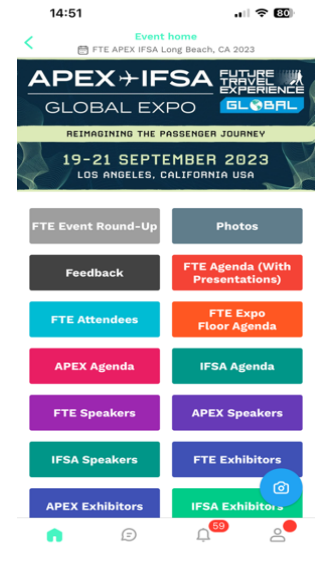 14:51
80
Event home
FTE APEX IFSA Long Beach, CA 2023
APEX IFSA
GLOBAL EXPO
FUTURE
TRAVEL
EXPERIENCE
GLOBAL
REIMAGINING THE PASSENGER JOURNEY
19-21 SEPTEMBER 2023
LOS ANGELES, CALIFORNIA USA
FTE Event Round-Up
Photos
Feedback
FTE Agenda (With
Presentations)
FTE Attendees
FTE Expo
Floor Agenda
APEX Agenda
IFSA Agenda
FTE Speakers
APEX Speakers
IFSA Speakers
FTE Exhibitors
APEX Exhibitors
IFSA Exhibitors
59